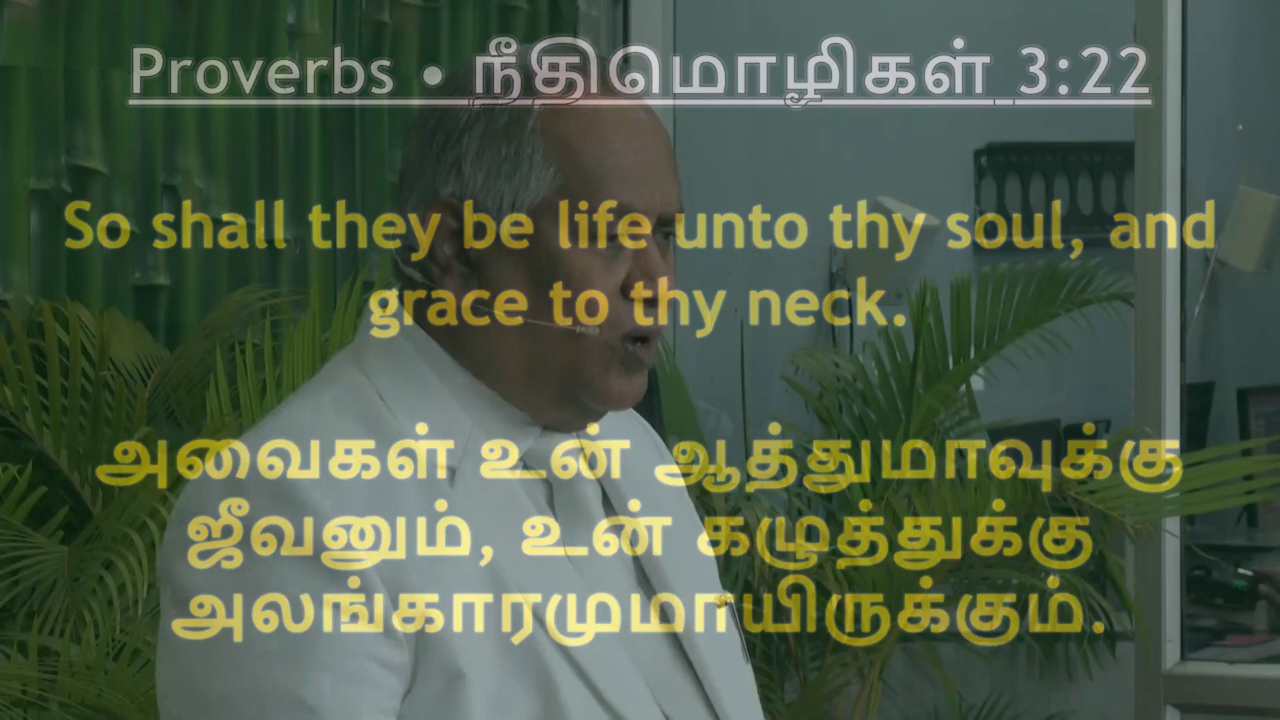 Proverbs • நீதிமொழிகள் 3:22
So shall they be life unto thy soul, and
grace to thy neck.
அவைகள் உன் ஆத்துமாவுக்கு
ஜீவனும், உன் கழுத்துக்கு
அலங்காரமுமாயிருக்கும்.